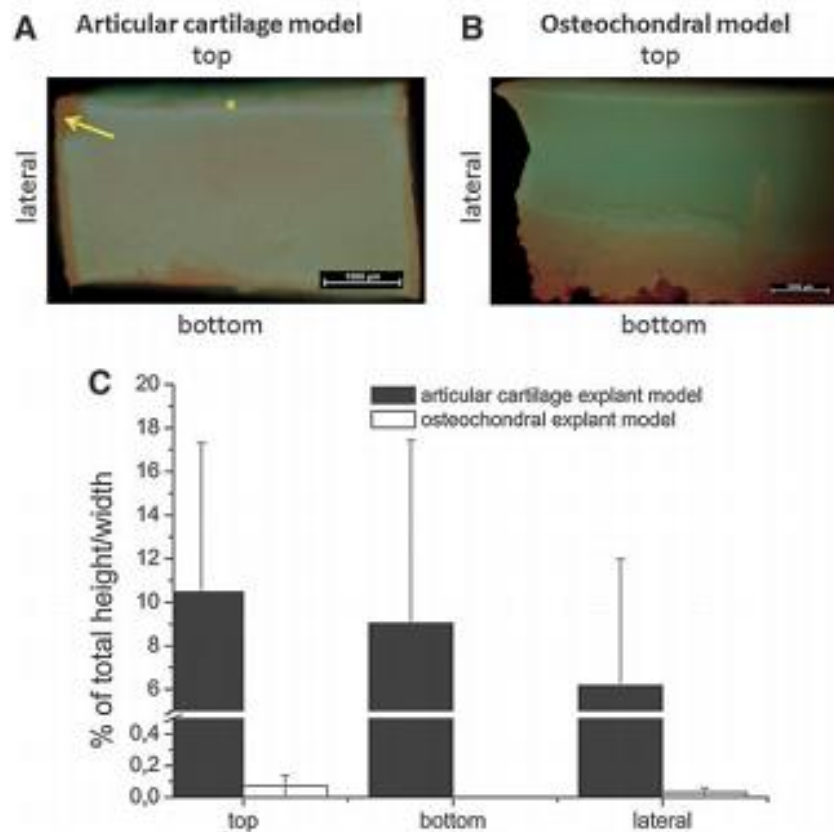 A Articular cartilage model
top
lateral
1000 µm
bottom
B Osteochondral model
top
lateral
bottom
C
articular cartilage explant model
osteochondral explant model
% of total height/width
20
18
16
14
12
10
8
6
0,4
0,2
0,0
top bottom lateral